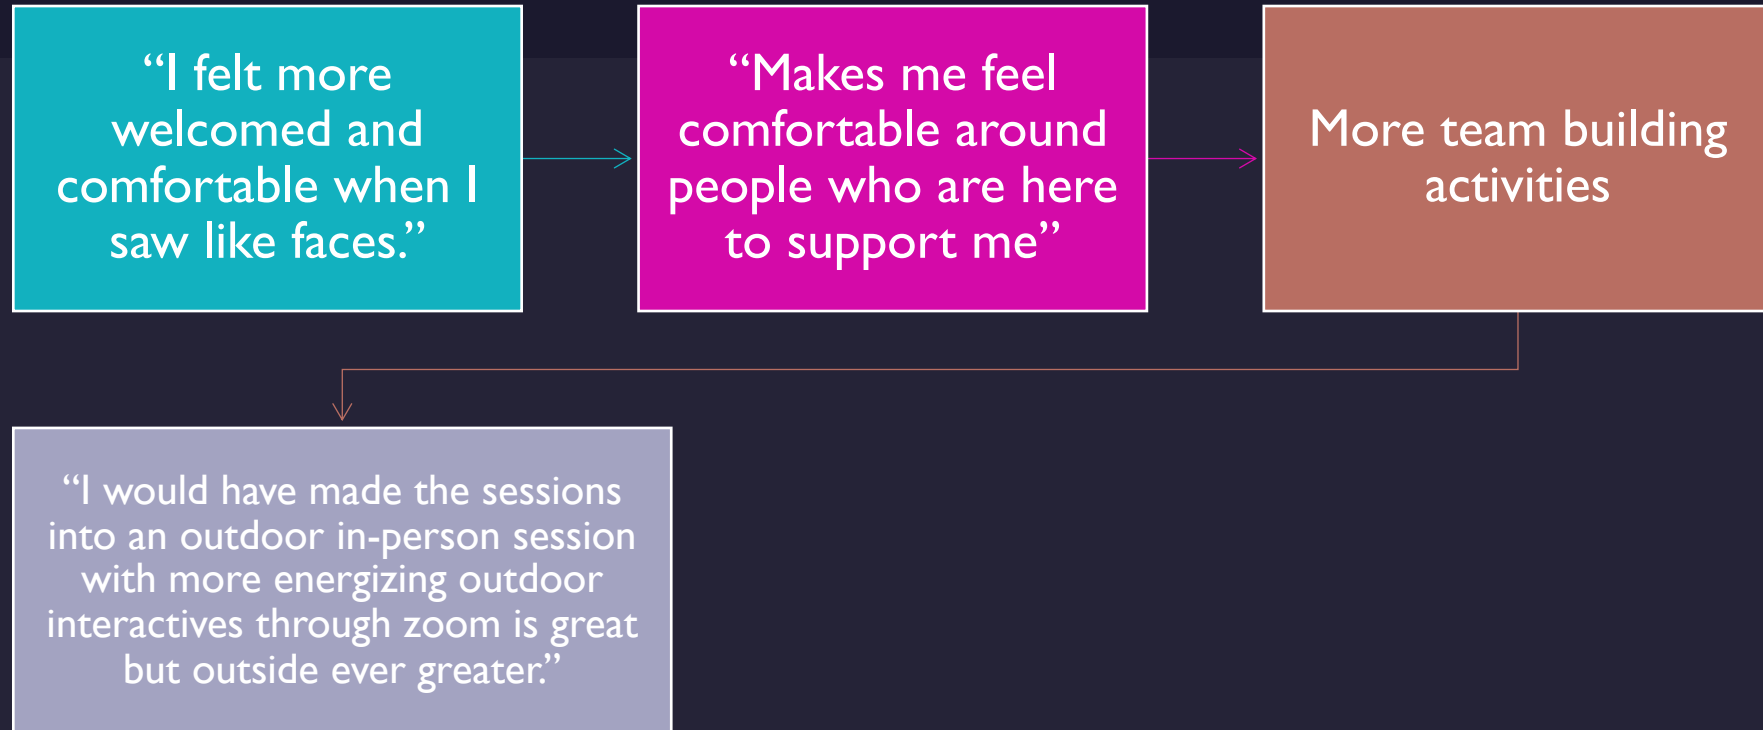 “I felt more
welcomed and
comfortable when I
saw like faces.”
“Makes me feel
comfortable around
people who are here
to support me”
More team building
activities
“I would have made the sessions
into an outdoor in-person session
with more energizing outdoor
interactives through zoom is great
but outside ever greater.”